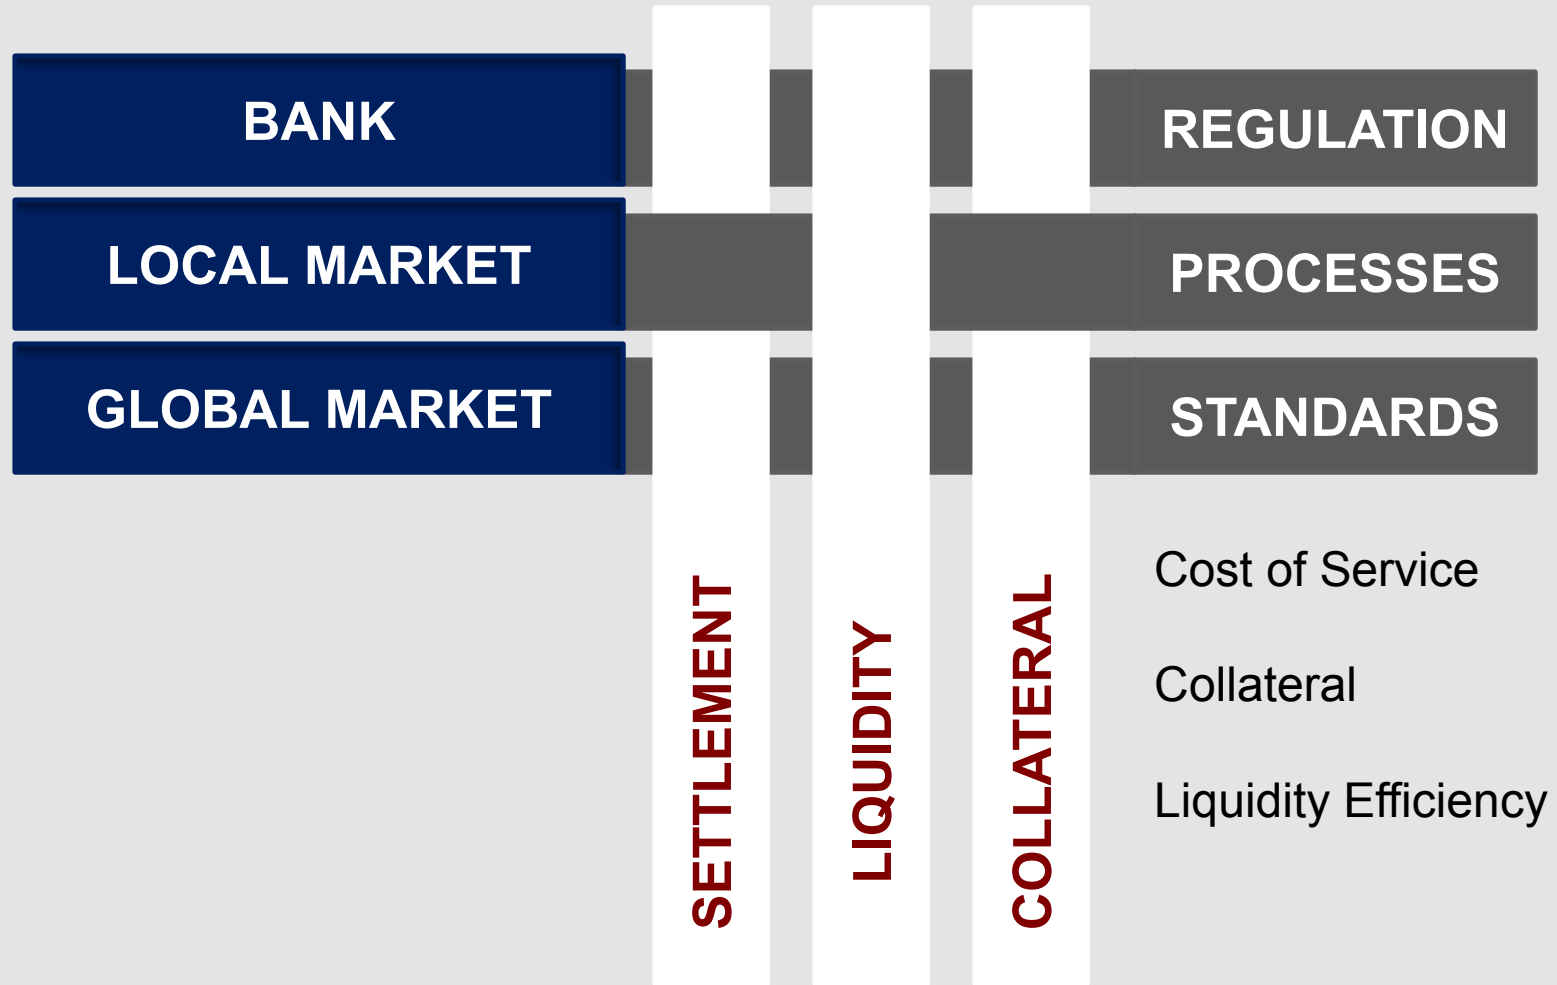 BANK
REGULATION
LOCAL MARKET
PROCESSES
GLOBAL MARKET
STANDARDS
SETTLEMENT
LIQUIDITY
COLLATERAL
Cost of Service
Collateral
Liquidity Efficiency